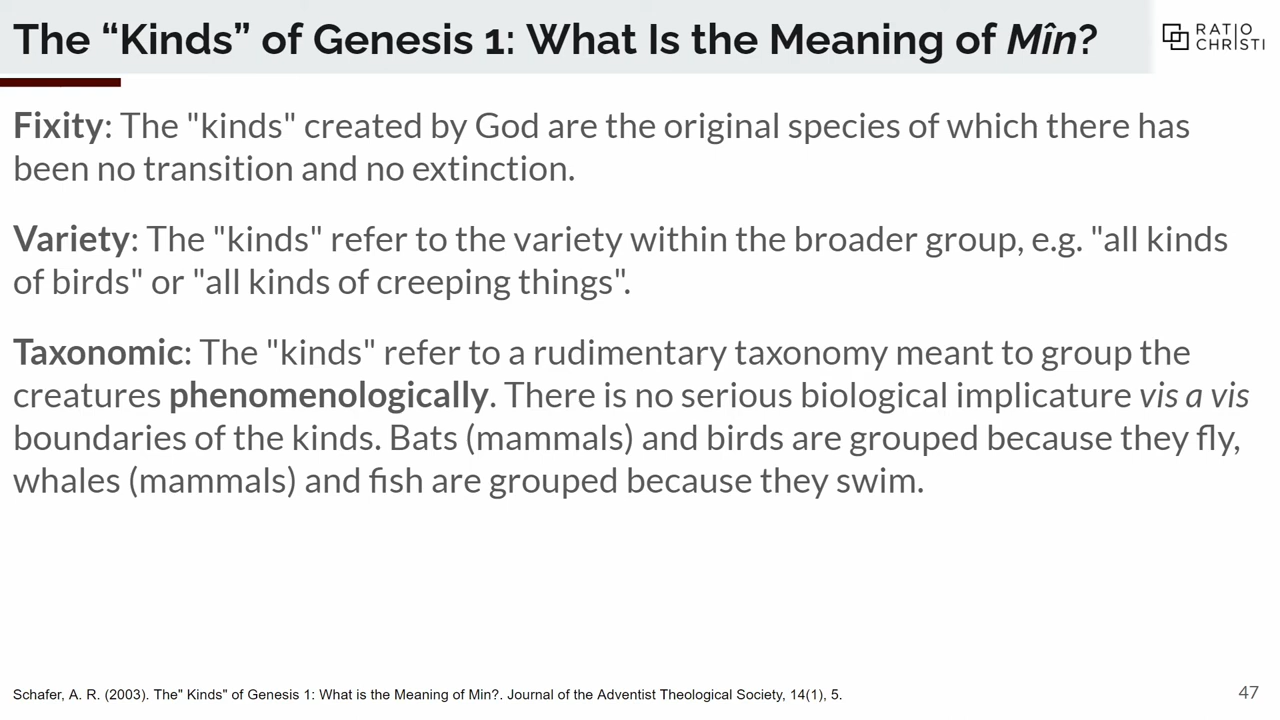 The “Kinds” of Genesis 1: What Is the Meaning of Mîn?
RATIO
CHRISTI
Fixity: The "kinds" created by God are the original species of which there has
been no transition and no extinction.
Variety: The "kinds" refer to the variety within the broader group, e.g. "all kinds
of birds" or "all kinds of creeping things".
Taxonomic: The "kinds" refer to a rudimentary taxonomy meant to group the
creatures phenomenologically. There is no serious biological implicature vis a vis
boundaries of the kinds. Bats (mammals) and birds are grouped because they fly,
whales (mammals) and fish are grouped because they swim.
Schafer, A. R. (2003). The" Kinds" of Genesis 1: What is the Meaning of Min?. Journal of the Adventist Theological Society, 14(1), 5.
47